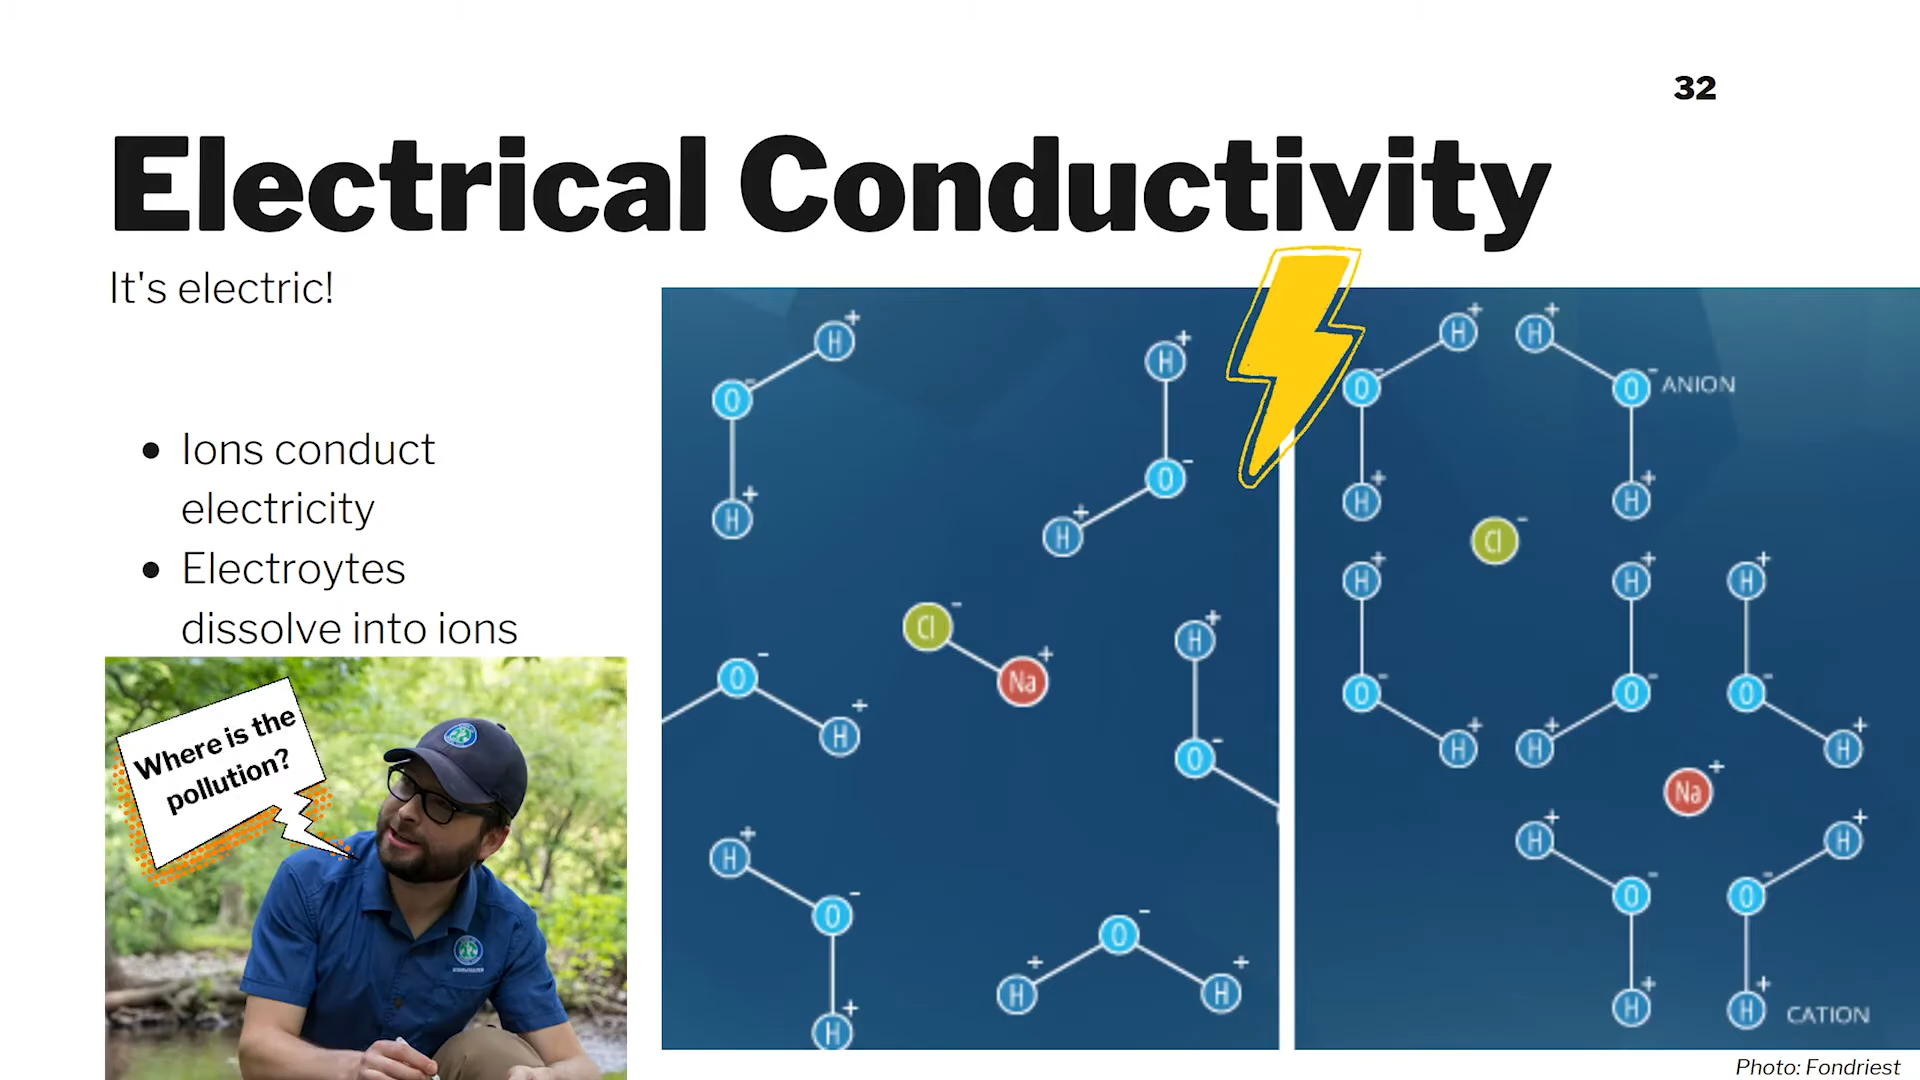 32
Electrical Conductivity
It's electric!
Ions conduct
electricity
Electroytes
dissolve into ions
Where is the
pollution?
H +
O -
H +
H +
O -
H +
Cl -
Na +
O -
H +
H +
O -
H +
O -
H +
O -
H +
H +
H +
O -
H +
H +
O - ANION
H +
Cl -
H +
O -
H +
H +
O -
H +
H +
O -
H +
Na +
H +
O -
H +
H +
O -
H + CATION
Photo: Fondriest